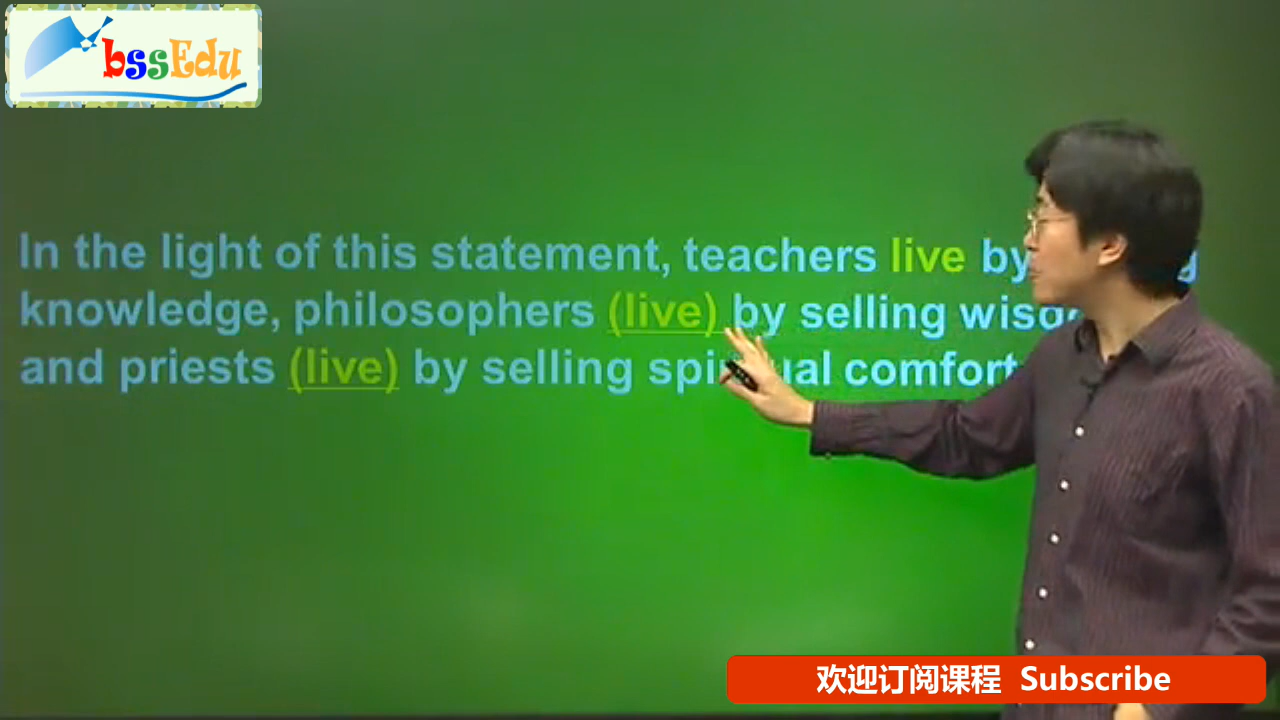 bssEdu
In the light of this statement, teachers live by
knowledge, philosophers (live) by selling
and priests (live) by selling comfort
欢迎订阅课程 Subscribe